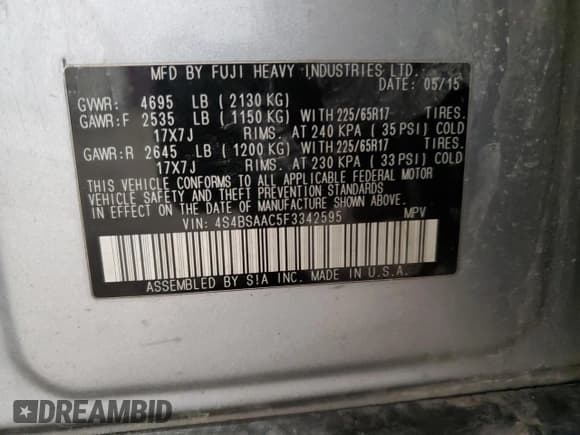 MFD BY FUJI HEAVY INDUSTRIES LTD.
DATE: 05/15
GVWR: 4695 LB ( 2130 KG)
GAWR:F 2535 LB ( 1150 KG) WITH 225/65R17 TIRES.
17X7J RIMS. AT 240 KPA ( 35 PSI) COLD
GAWR:R 2645 LB ( 1200 KG) WITH 225/65R17 TIRES.
17X7J RIMS. AT 230 KPA ( 33 PSI) COLD
THIS VEHICLE CONFORMS TO ALL APPLICABLE FEDERAL MOTOR
VEHICLE SAFETY AND THEFT PREVENTION STANDARDS
IN EFFECT ON THE DATE OF MANUFACTURE SHOWN ABOVE.
VIN: 4S4BSAAC5F3342595 MPV
ASSEMBLED BY SIA INC. MADE IN U.S.A.
DREAMBID